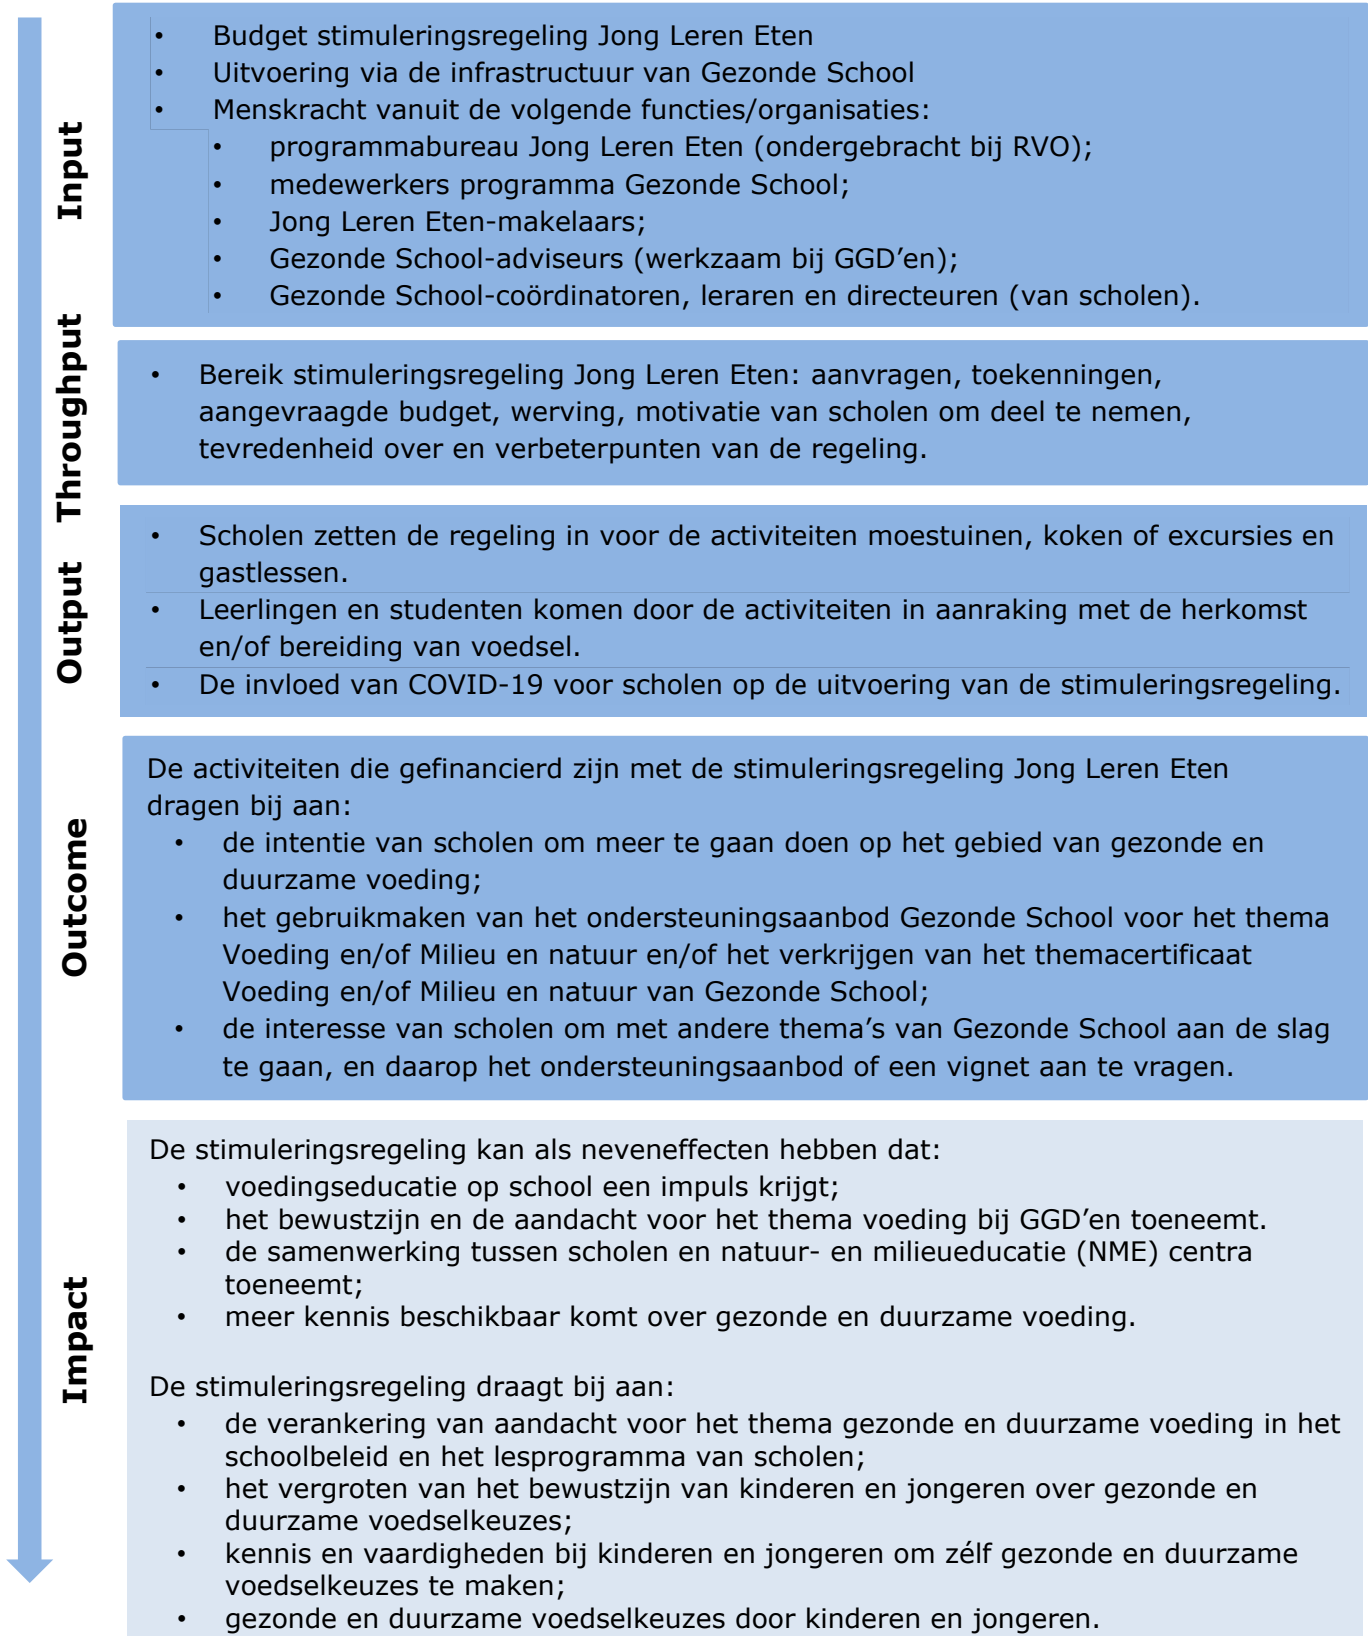 Input
• Budget stimuleringsregeling Jong Leren Eten
• Uitvoering via de infrastructuur van Gezonde School
• Menskracht vanuit de volgende functies/organisaties:
• programmabureau Jong Leren Eten (ondergebracht bij RVO);
• medewerkers programma Gezonde School;
• Jong Leren Eten-makelaars;
• Gezonde School-adviseurs (werkzaam bij GGD’en);
• Gezonde School-coördinatoren, leraren en directeuren (van scholen).
Throughput
• Bereik stimuleringsregeling Jong Leren Eten: aanvragen, toekenningen,
aangevraagde budget, werving, motivatie van scholen om deel te nemen,
tevredenheid over en verbeterpunten van de regeling.
Output
• Scholen zetten de regeling in voor de activiteiten moestuinen, koken of excursies en
gastlessen.
• Leerlingen en studenten komen door de activiteiten in aanraking met de herkomst
en/of bereiding van voedsel.
• De invloed van COVID-19 voor scholen op de uitvoering van de stimuleringsregeling.
Outcome
De activiteiten die gefinancierd zijn met de stimuleringsregeling Jong Leren Eten
dragen bij aan:
• de intentie van scholen om meer te gaan doen op het gebied van gezonde en
duurzame voeding;
• het gebruikmaken van het ondersteuningsaanbod Gezonde School voor het thema
Voeding en/of Milieu en natuur en/of het verkrijgen van het themacertificaat
Voeding en/of Milieu en natuur van Gezonde School;
• de interesse van scholen om met andere thema’s van Gezonde School aan de slag
te gaan, en daarop het ondersteuningsaanbod of een vignet aan te vragen.
Impact
De stimuleringsregeling kan als neveneffecten hebben dat:
• voedingseducatie op school een impuls krijgt;
• het bewustzijn en de aandacht voor het thema voeding bij GGD’en toeneemt.
• de samenwerking tussen scholen en natuur- en milieueducatie (NME) centra
toeneemt;
• meer kennis beschikbaar komt over gezonde en duurzame voeding.
De stimuleringsregeling draagt bij aan:
• de verankering van aandacht voor het thema gezonde en duurzame voeding in het
schoolbeleid en het lesprogramma van scholen;
• het vergroten van het bewustzijn van kinderen en jongeren over gezonde en
duurzame voedselkeuzes;
• kennis en vaardigheden bij kinderen en jongeren om zélf gezonde en duurzame
voedselkeuzes te maken;
• gezonde en duurzame voedselkeuzes door kinderen en jongeren.